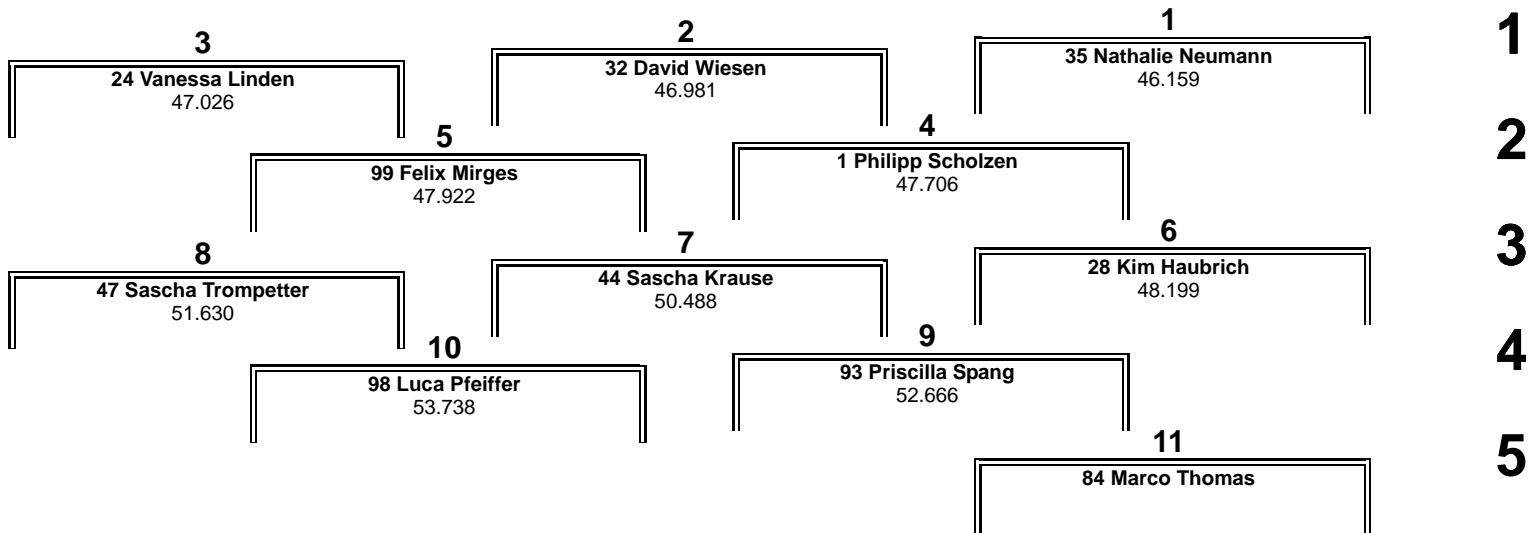 3
24 Vanessa Linden
47.026
2
32 David Wiesen
46.981
1
35 Nathalie Neumann
46.159
1
5
99 Felix Mirges
47.922
4
1 Philipp Scholzen
47.706
2
8
47 Sascha Trompetter
51.630
7
44 Sascha Krause
50.488
6
28 Kim Haubrich
48.199
3
10
98 Luca Pfeiffer
53.738
9
93 Priscilla Spang
52.666
4
11
84 Marco Thomas
5